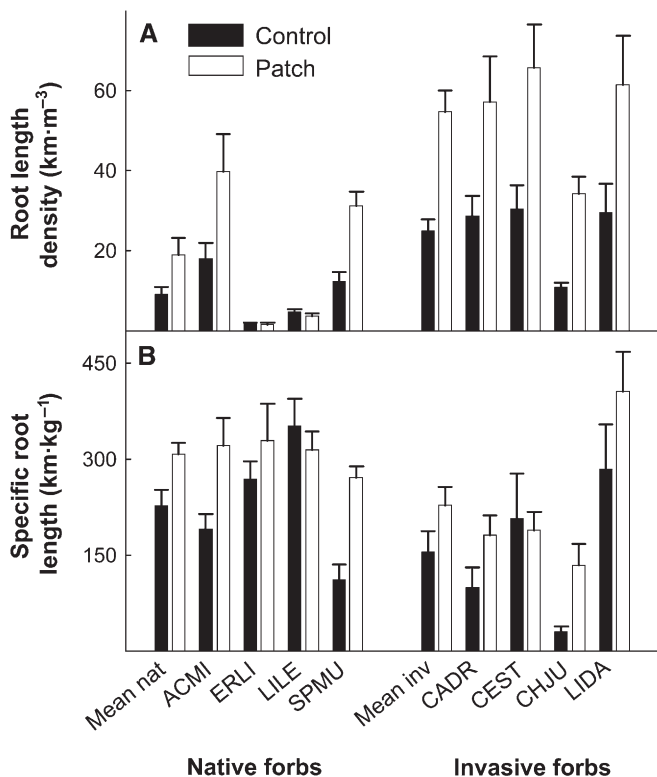 A
Control
Patch
60
40
20
Root length
density (km·m⁻³)
B
450
300
150
Specific root
length (km·kg⁻¹)
Mean nat
ACMI
ERLI
LILE
SPMU
Mean inv
CADR
CEST
CHJU
LIDA
Native forbs
Invasive forbs